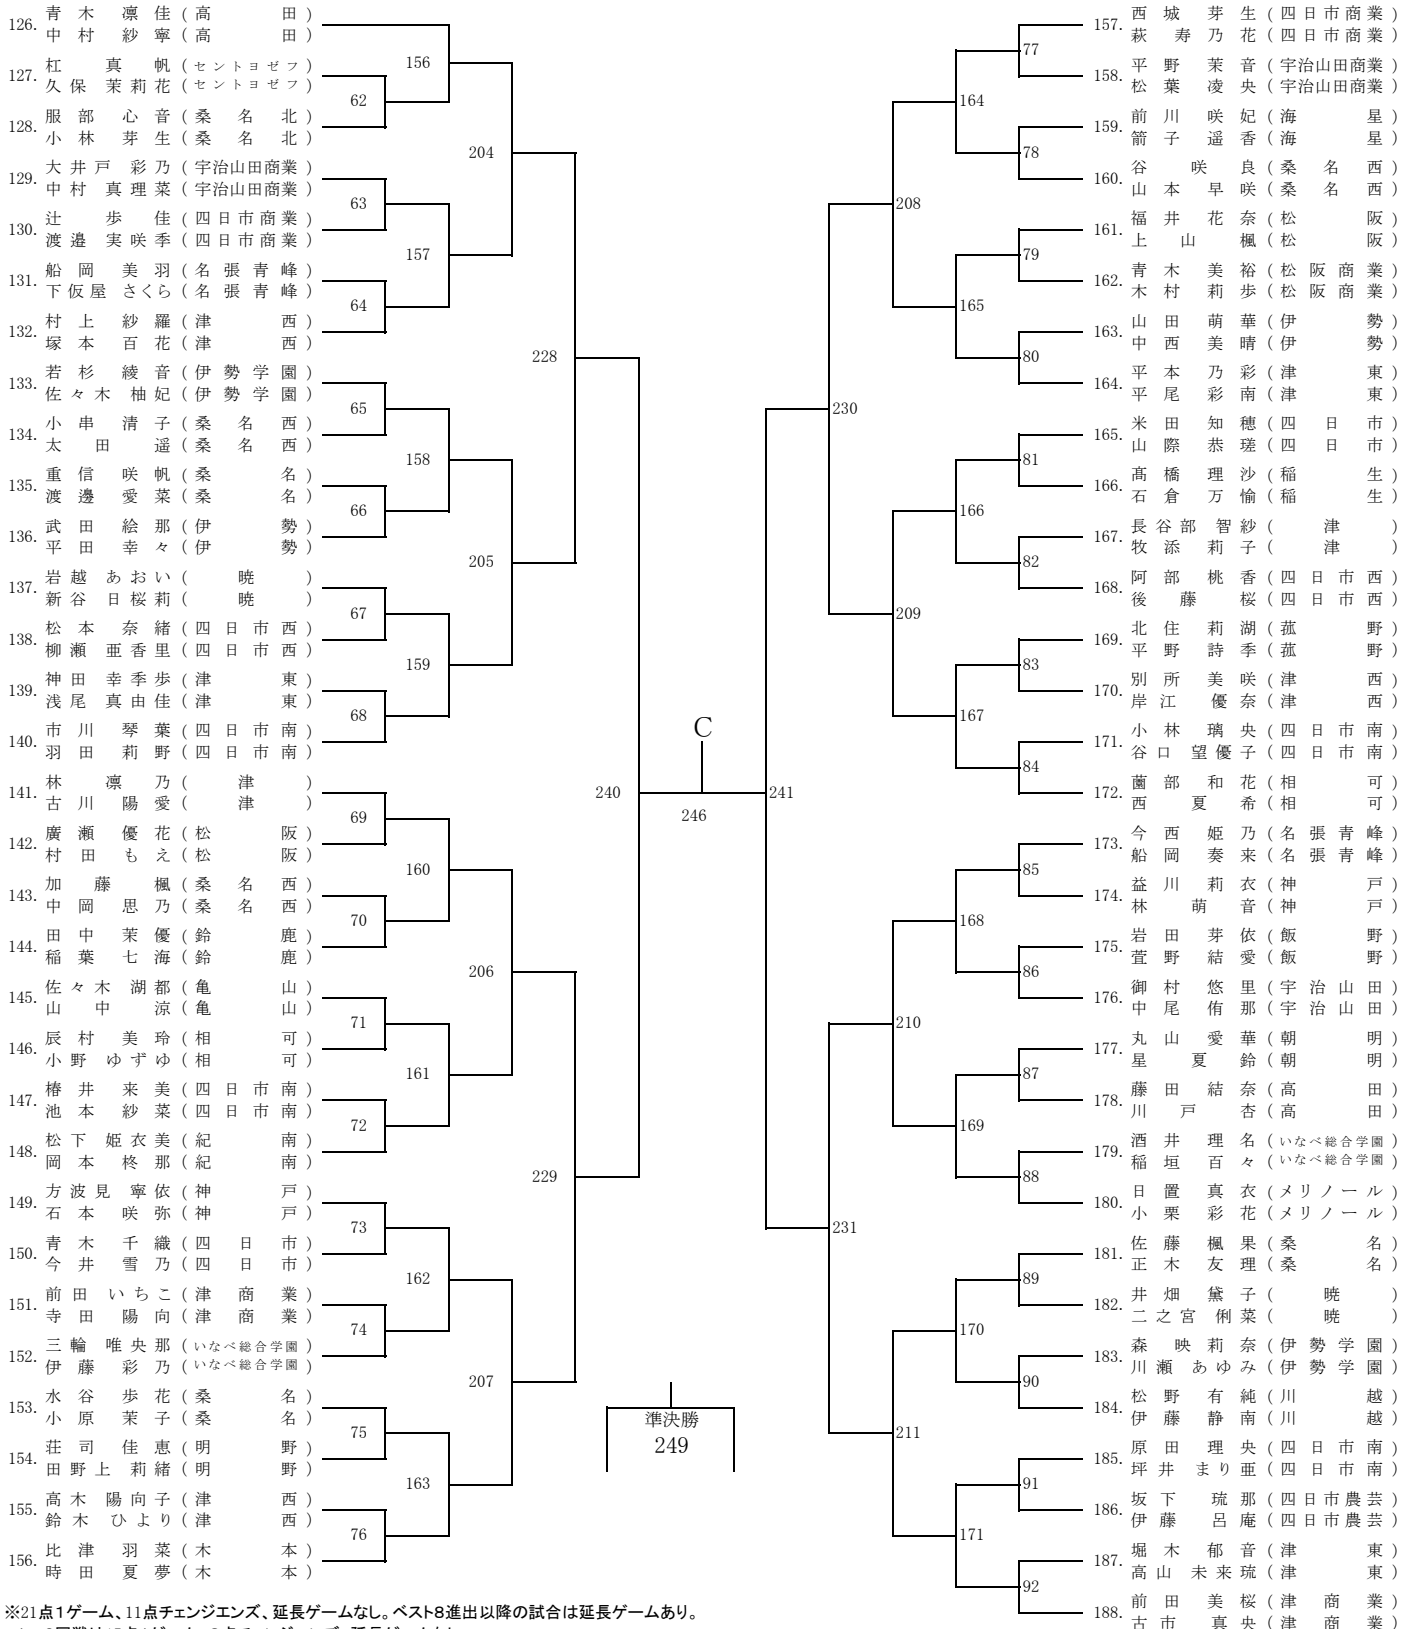 126. 青木凛佳(高田)
中村紗寧(高田)
127. 杠真帆(セントヨゼフ)
久保茉莉花(セントヨゼフ)
128. 服部心音(桑名北)
小林芽生(桑名北)
129. 大井戸彩乃(宇治山田商業)
中村真理菜(宇治山田商業)
130. 辻歩佳(四日市商業)
渡邉実咲季(四日市商業)
131. 船岡美羽(名張青峰)
下仮屋さくら(名張青峰)
132. 村上紗羅(津西)
塚本百花(津西)
133. 若杉綾音(伊勢学園)
佐々木柚妃(伊勢学園)
134. 小串清子(桑名西)
太田遥(桑名西)
135. 重信咲帆(桑名)
渡邊愛菜(桑名)
136. 武田絵那(伊勢)
平田幸々(伊勢)
137. 岩越あおい(暁)
新谷日桜莉(暁)
138. 松本奈緒(四日市西)
柳瀬亜香里(四日市西)
139. 神田幸季歩(津東)
浅尾真由佳(津東)
140. 市川琴葉(四日市南)
羽田莉野(四日市南)
141. 林凛乃(津)
古川陽愛(津)
142. 廣瀬優花(松阪)
村田もえ(松阪)
143. 加藤楓(桑名西)
中岡思乃(桑名西)
144. 田中茉優(鈴鹿)
稲葉七海(鈴鹿)
145. 佐々木湖都(亀山)
山中涼(亀山)
146. 辰村美玲(相可)
小野ゆずゆ(相可)
147. 椿井来美(四日市南)
池本紗菜(四日市南)
148. 松下姫衣美(紀南)
岡本柊那(紀南)
149. 方波見寧依(神戸)
石本咲弥(神戸)
150. 青木千織(四日市)
今井雪乃(四日市)
151. 前田いちこ(津商業)
寺田陽向(津商業)
152. 三輪唯央那(いなべ総合学園)
伊藤彩乃(いなべ総合学園)
153. 水谷歩花(桑名)
小原茉子(桑名)
154. 荘司佳恵(明野)
田野上莉緒(明野)
155. 高木陽向子(津西)
鈴木ひより(津西)
156. 比津羽菜(木本)
時田夏夢(木本)
62
63
64
65
66
67
68
69
70
71
72
73
74
75
76
156
157
158
159
160
161
162
163
204
205
206
207
228
229
240
C
246
241
準決勝
249
230
231
208
209
210
211
164
165
166
167
168
169
170
171
77
78
79
80
81
82
83
84
85
86
87
88
89
90
91
92
157. 西城芽生(四日市商業)
萩寿乃花(四日市商業)
158. 平野茉音(宇治山田商業)
松葉凌央(宇治山田商業)
159. 前川咲妃(海星)
箭子遥香(海星)
160. 谷咲良(桑名西)
山本早咲(桑名西)
161. 福井花奈(松阪)
上山楓(松阪)
162. 青木美裕(松阪商業)
木村莉歩(松阪商業)
163. 山田萌華(伊勢)
中西美晴(伊勢)
164. 平本乃彩(津東)
平尾彩南(津東)
165. 米田知穂(四日市)
山際恭瑳(四日市)
166. 髙橋理沙(稲生)
石倉万愉(稲生)
167. 長谷部智紗(津)
牧添莉子(津)
168. 阿部桃香(四日市西)
後藤桜(四日市西)
169. 北住莉湖(菰野)
平野詩季(菰野)
170. 別所美咲(津西)
岸江優奈(津西)
171. 小林璃央(四日市南)
谷口望優子(四日市南)
172. 薗部和花(相可)
西夏希(相可)
173. 今西姫乃(名張青峰)
船岡奏来(名張青峰)
174. 益川莉衣(神戸)
林萌音(神戸)
175. 岩田芽依(飯野)
萱野結愛(飯野)
176. 御村悠里(宇治山田)
中尾侑那(宇治山田)
177. 丸山愛華(朝明)
星夏鈴(朝明)
178. 藤田結奈(高田)
川戸杏(高田)
179. 酒井理名(いなべ総合学園)
稲垣百々(いなべ総合学園)
180. 日置真衣(メリノール)
小栗彩花(メリノール)
181. 佐藤楓果(桑名)
正木友理(桑名)
182. 井畑黛子(暁)
二之宮俐菜(暁)
183. 森映莉奈(伊勢学園)
川瀬あゆみ(伊勢学園)
184. 松野有純(川越)
伊藤静南(川越)
185. 原田理央(四日市南)
坪井まり亜(四日市南)
186. 坂下琉那(四日市農芸)
伊藤呂庵(四日市農芸)
187. 堀木郁音(津東)
高山未来琉(津東)
188. 前田美桜(津商業)
古市真央(津商業)
※21点1ゲーム、11点チェンジエンズ、延長ゲームなし。ベスト8進出以降の試合は延長ゲームあり。